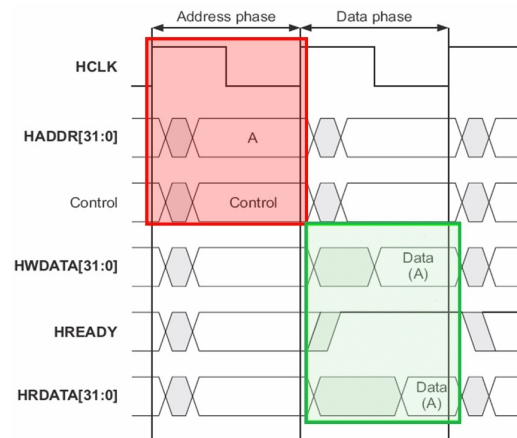 Address phase
Data phase
HCLK
HADDR[31:0]
A
Control
Control
HWDATA[31:0]
Data
(A)
HREADY
HRDATA[31:0]
Data
(A)